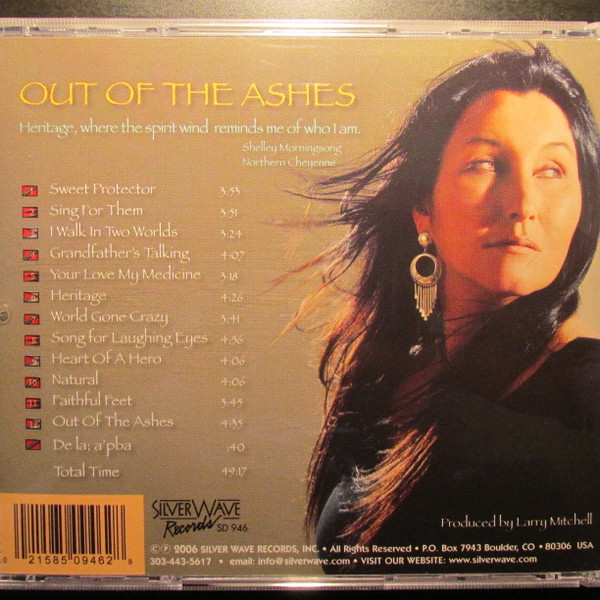 OUT OF THE ASHES
Heritage, where the spirit wind reminds me of who I am.
Shelley Morningsong
Northern Cheyenne
1 Sweet Protector 3:53
2 Sing For Them 3:51
3 I Walk In Two Worlds 3:24
4 Grandfather's Talking 4:07
5 Your Love My Medicine 3:18
6 Heritage 4:26
7 World Gone Crazy 3:41
8 Song for Laughing Eyes 4:56
9 Heart Of A Hero 4:06
10 Natural 4:06
11 Faithful Feet 3:45
12 Out Of The Ashes 4:35
De la; a'pba :40
Total Time 49:17
SILVER WAVE
Records SD 946
Produced by Larry Mitchell
©℗ 2006 SILVER WAVE RECORDS, INC. • All Rights Reserved • P.O. Box 7943 Boulder, CO • 80306 USA
303-443-5617 • email: info@silverwave.com • VISIT OUR WEBSITE: www.silverwave.com
0 21585 09462 8